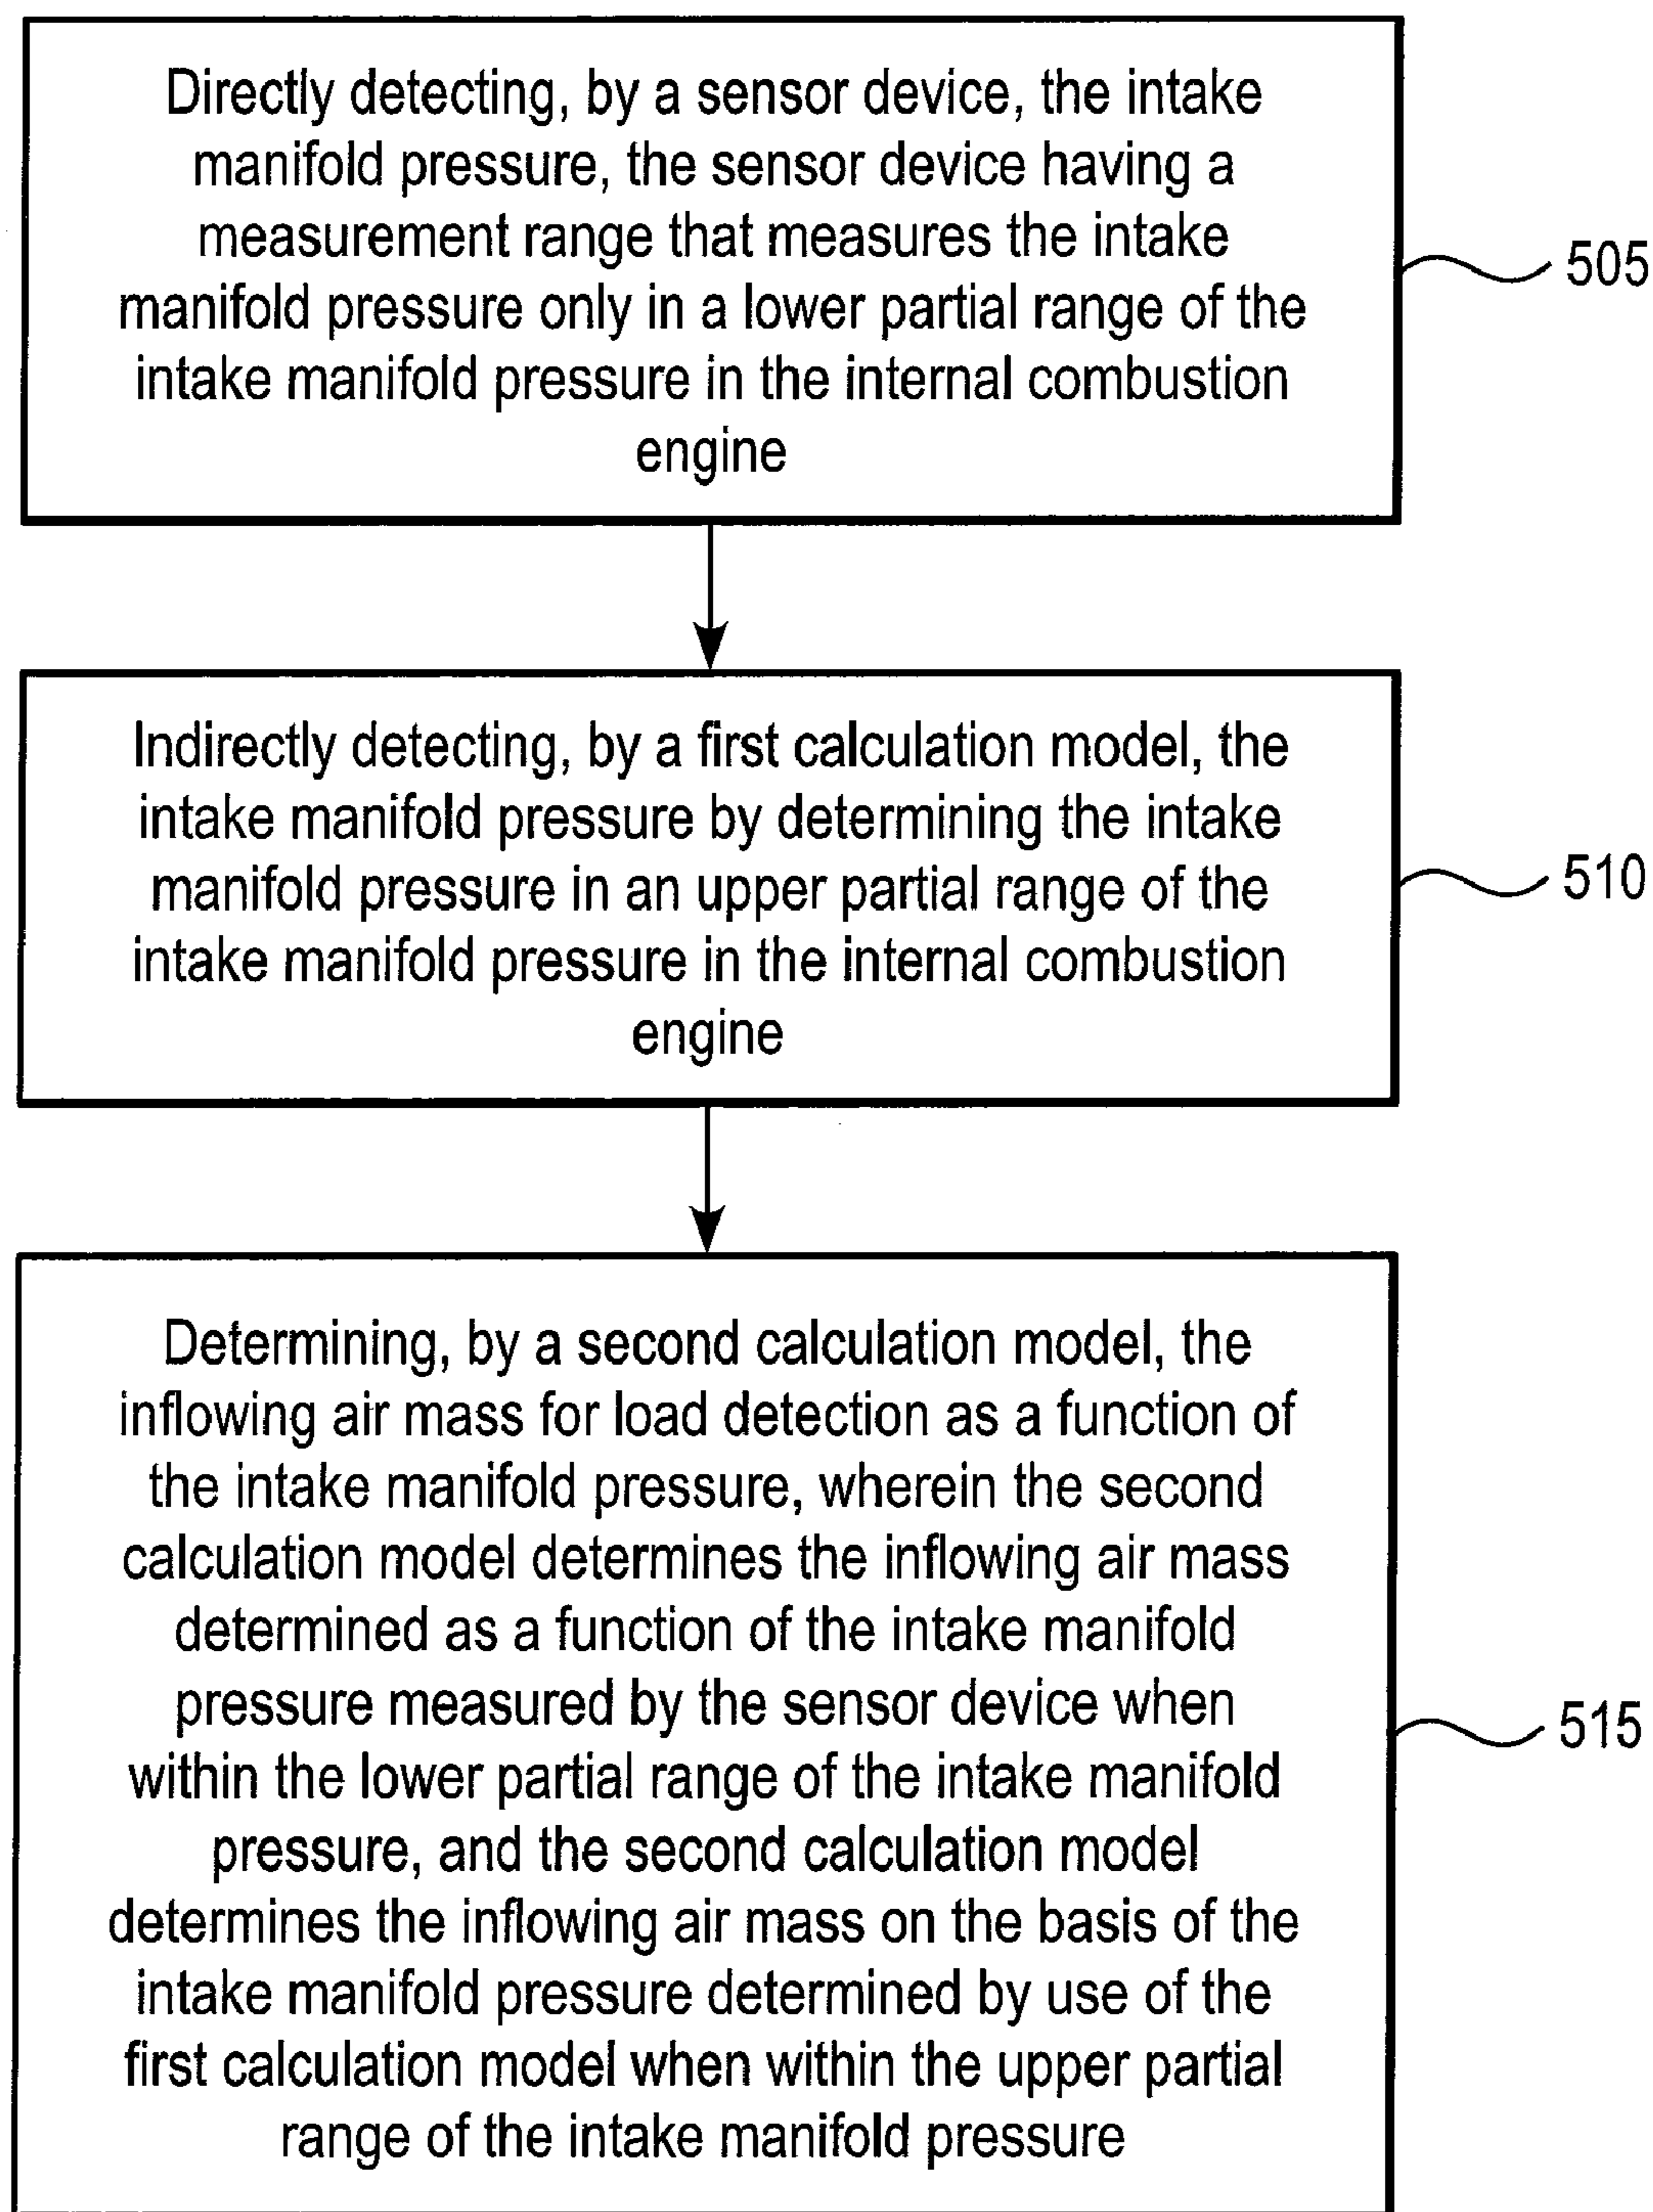 Directly detecting, by a sensor device, the intake
manifold pressure, the sensor device having a
measurement range that measures the intake
manifold pressure only in a lower partial range of the
intake manifold pressure in the internal combustion
engine
505
Indirectly detecting, by a first calculation model, the
intake manifold pressure by determining the intake
manifold pressure in an upper partial range of the
intake manifold pressure in the internal combustion
engine
510
Determining, by a second calculation model, the
inflowing air mass for load detection as a function of
the intake manifold pressure, wherein the second
calculation model determines the inflowing air mass
determined as a function of the intake manifold
pressure measured by the sensor device when
within the lower partial range of the intake manifold
pressure, and the second calculation model
determines the inflowing air mass on the basis of the
intake manifold pressure determined by use of the
first calculation model when within the upper partial
range of the intake manifold pressure
515